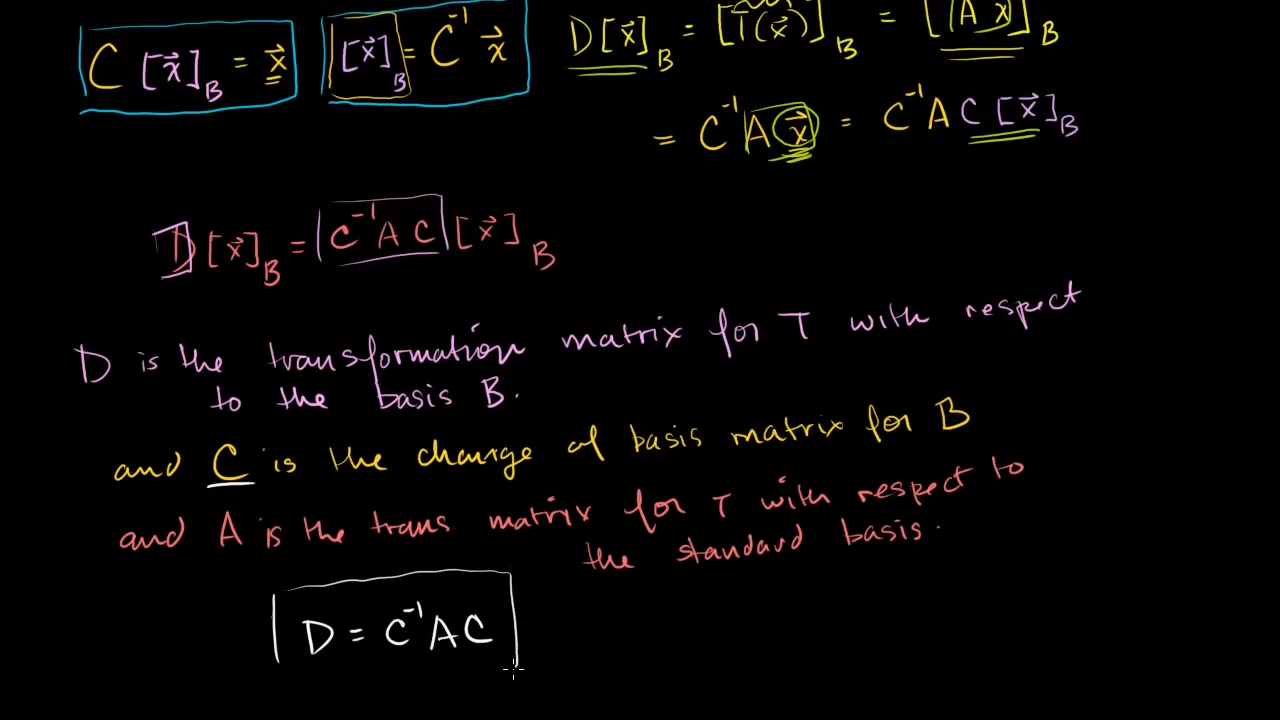 C [x⃗]_B = x⃗
[x⃗]_B = C⁻¹ x⃗
D[x⃗]_B = [T(x⃗)]_B = [A x⃗]_B
= C⁻¹ A x⃗ = C⁻¹ A C [x⃗]_B
D [x⃗]_B = C⁻¹ A C [x⃗]_B
D is the transformation matrix for T with respect
to the basis B.
and C is the change of basis matrix for B
and A is the trans. matrix for T with respect to
the standard basis.
D = C⁻¹AC